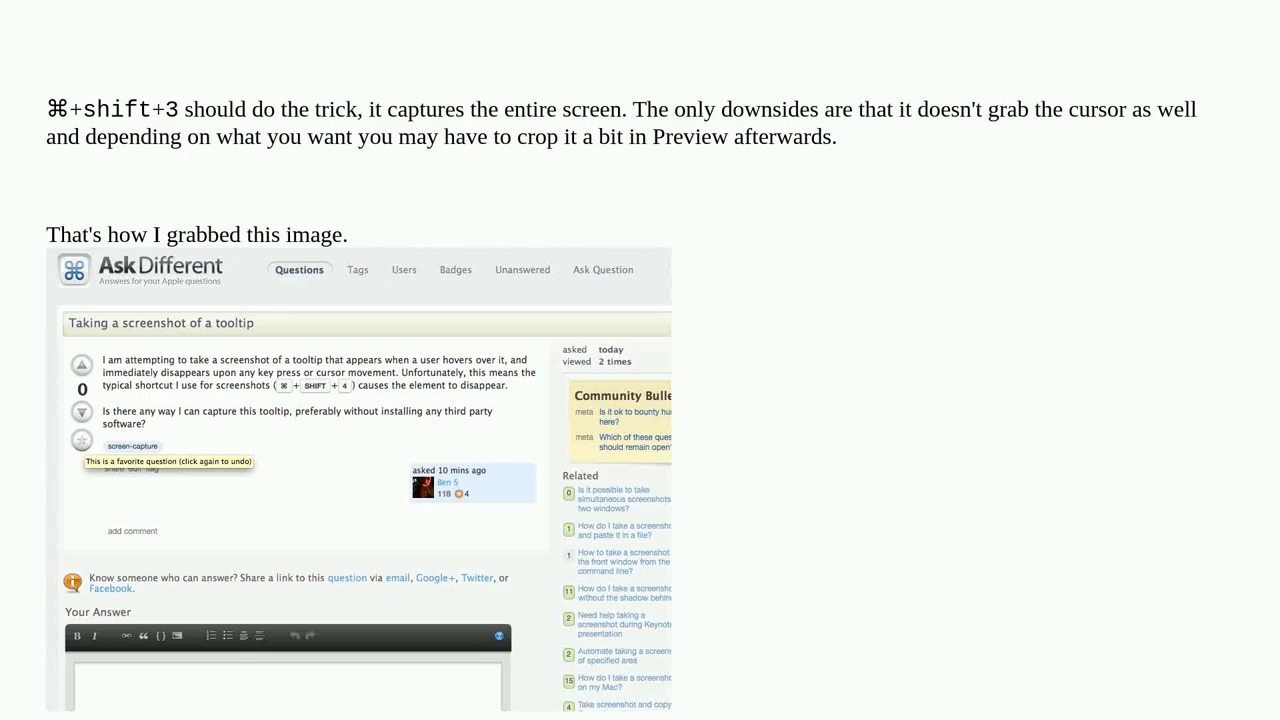 ⌘+shift+3 should do the trick, it captures the entire screen. The only downsides are that it doesn't grab the cursor as well
and depending on what you want you may have to crop it a bit in Preview afterwards.
That's how I grabbed this image.
AskDifferent
Answers for your Apple questions
Questions Tags Users Badges Unanswered Ask Question
Taking a screenshot of a tooltip
I am attempting to take a screenshot of a tooltip that appears when a user hovers over it, and
immediately disappears upon any key press or cursor movement. Unfortunately, this means the
typical shortcut I use for screenshots ( ⌘ + SHIFT + 4 ) causes the element to disappear.
0
Is there any way I can capture this tooltip, preferably without installing any third party
software?
screen-capture
This is a favorite question (click again to undo)
share edit flag
asked 10 mins ago
Ben S
118 4
add comment
Know someone who can answer? Share a link to this question via email, Google+, Twitter, or
Facebook.
Your Answer
B I
asked today
viewed 2 times
Community Bulle
meta Is it ok to bounty hu
here?
meta Which of these ques
should remain open
Related
0 Is it possible to take
simultaneous screenshots
two windows?
1 How do I take a screensho
and paste it in a file?
1 How to take a screenshot
the front window from the
command line?
11 How do I take a screensho
without the shadow behin
2 Need help taking a
screenshot during Keynot
presentation
2 Automate taking a screens
of specified area
15 How do I take a screensho
on my Mac?
4 Take screenshot and copy